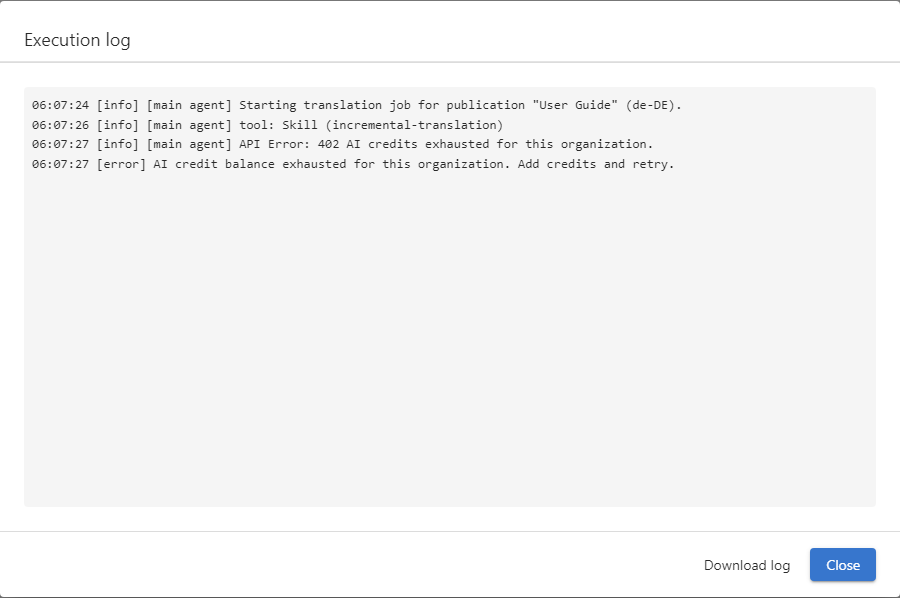 Execution log
06:07:24 [info] [main agent] Starting translation job for publication "User Guide" (de-DE).
06:07:26 [info] [main agent] tool: Skill (incremental-translation)
06:07:27 [info] [main agent] API Error: 402 AI credits exhausted for this organization.
06:07:27 [error] AI credit balance exhausted for this organization. Add credits and retry.
Download log
Close